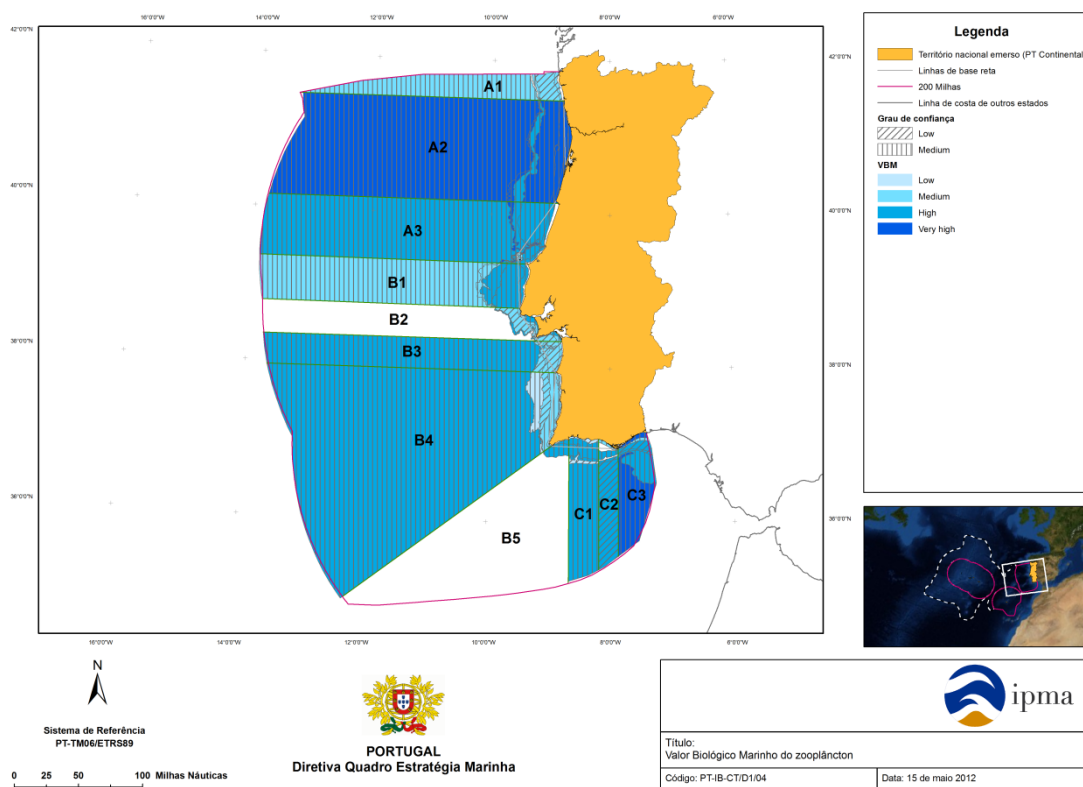 16°0'0"W
14°0'0"W
12°0'0"W
10°0'0"W
8°0'0"W
6°0'0"W
42°0'0"N
42°0'0"N
40°0'0"N
40°0'0"N
38°0'0"N
38°0'0"N
36°0'0"N
36°0'0"N
A1
A2
A3
B1
B2
B3
B4
B5
C1
C2
C3
16°0'0"W
14°0'0"W
12°0'0"W
10°0'0"W
8°0'0"W
6°0'0"W
Legenda
Território nacional emerso (PT Continental
Linhas de base reta
200 Milhas
Linha de costa de outros estados
Grau de confiança
Low
Medium
VBM
Low
Medium
High
Very high
N
Sistema de Referência
PT-TM06/ETRS89
0 25 50 100 Milhas Náuticas
PORTUGAL
Diretiva Quadro Estratégia Marinha
ipma
Título:
Valor Biológico Marinho do zooplâncton
Código: PT-IB-CT/D1/04
Data: 15 de maio 2012